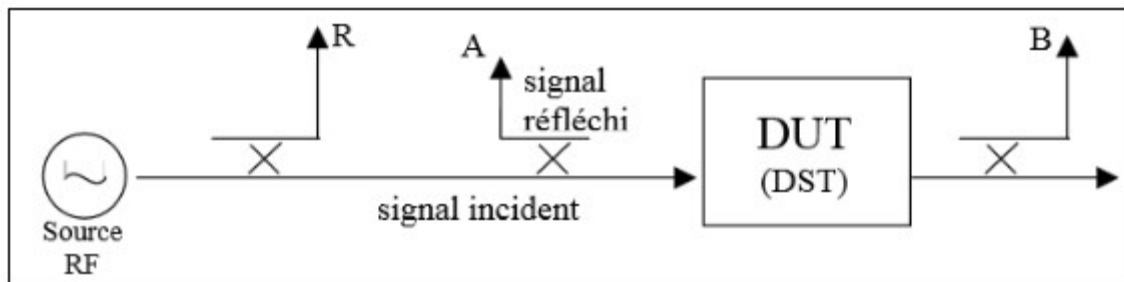 R
A
B
signal
réfléchi
DUT
(DST)
signal incident
Source
RF